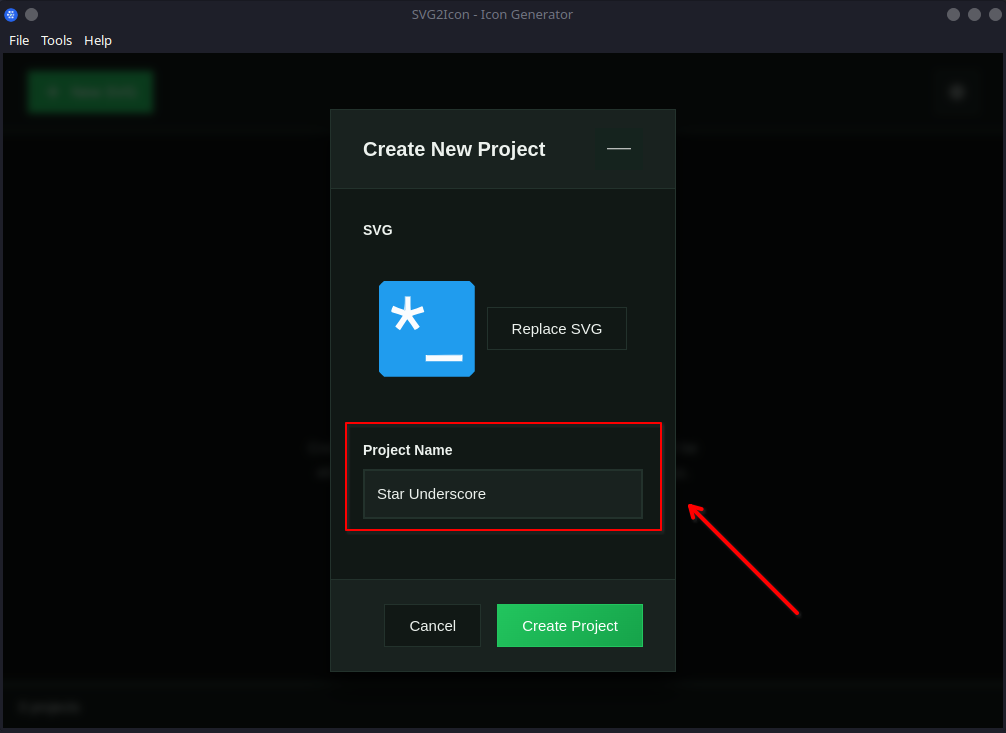 SVG2Icon - Icon Generator
File Tools Help
Create New Project
SVG
*_
Replace SVG
Project Name
Star Underscore
Cancel
Create Project